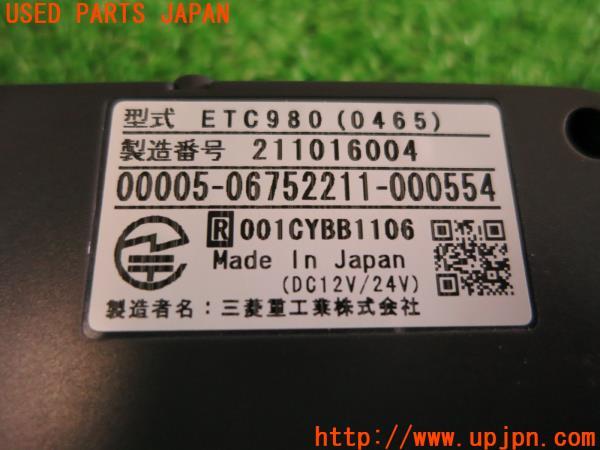 USED PARTS JAPAN
型式 ETC980(0465)
製造番号 211016004
00005-06752211-000554
R 001CYBB1106
Made In Japan
(DC12V/24V)
製造者名：三菱重工業株式会社
http://www.upjpn.com/